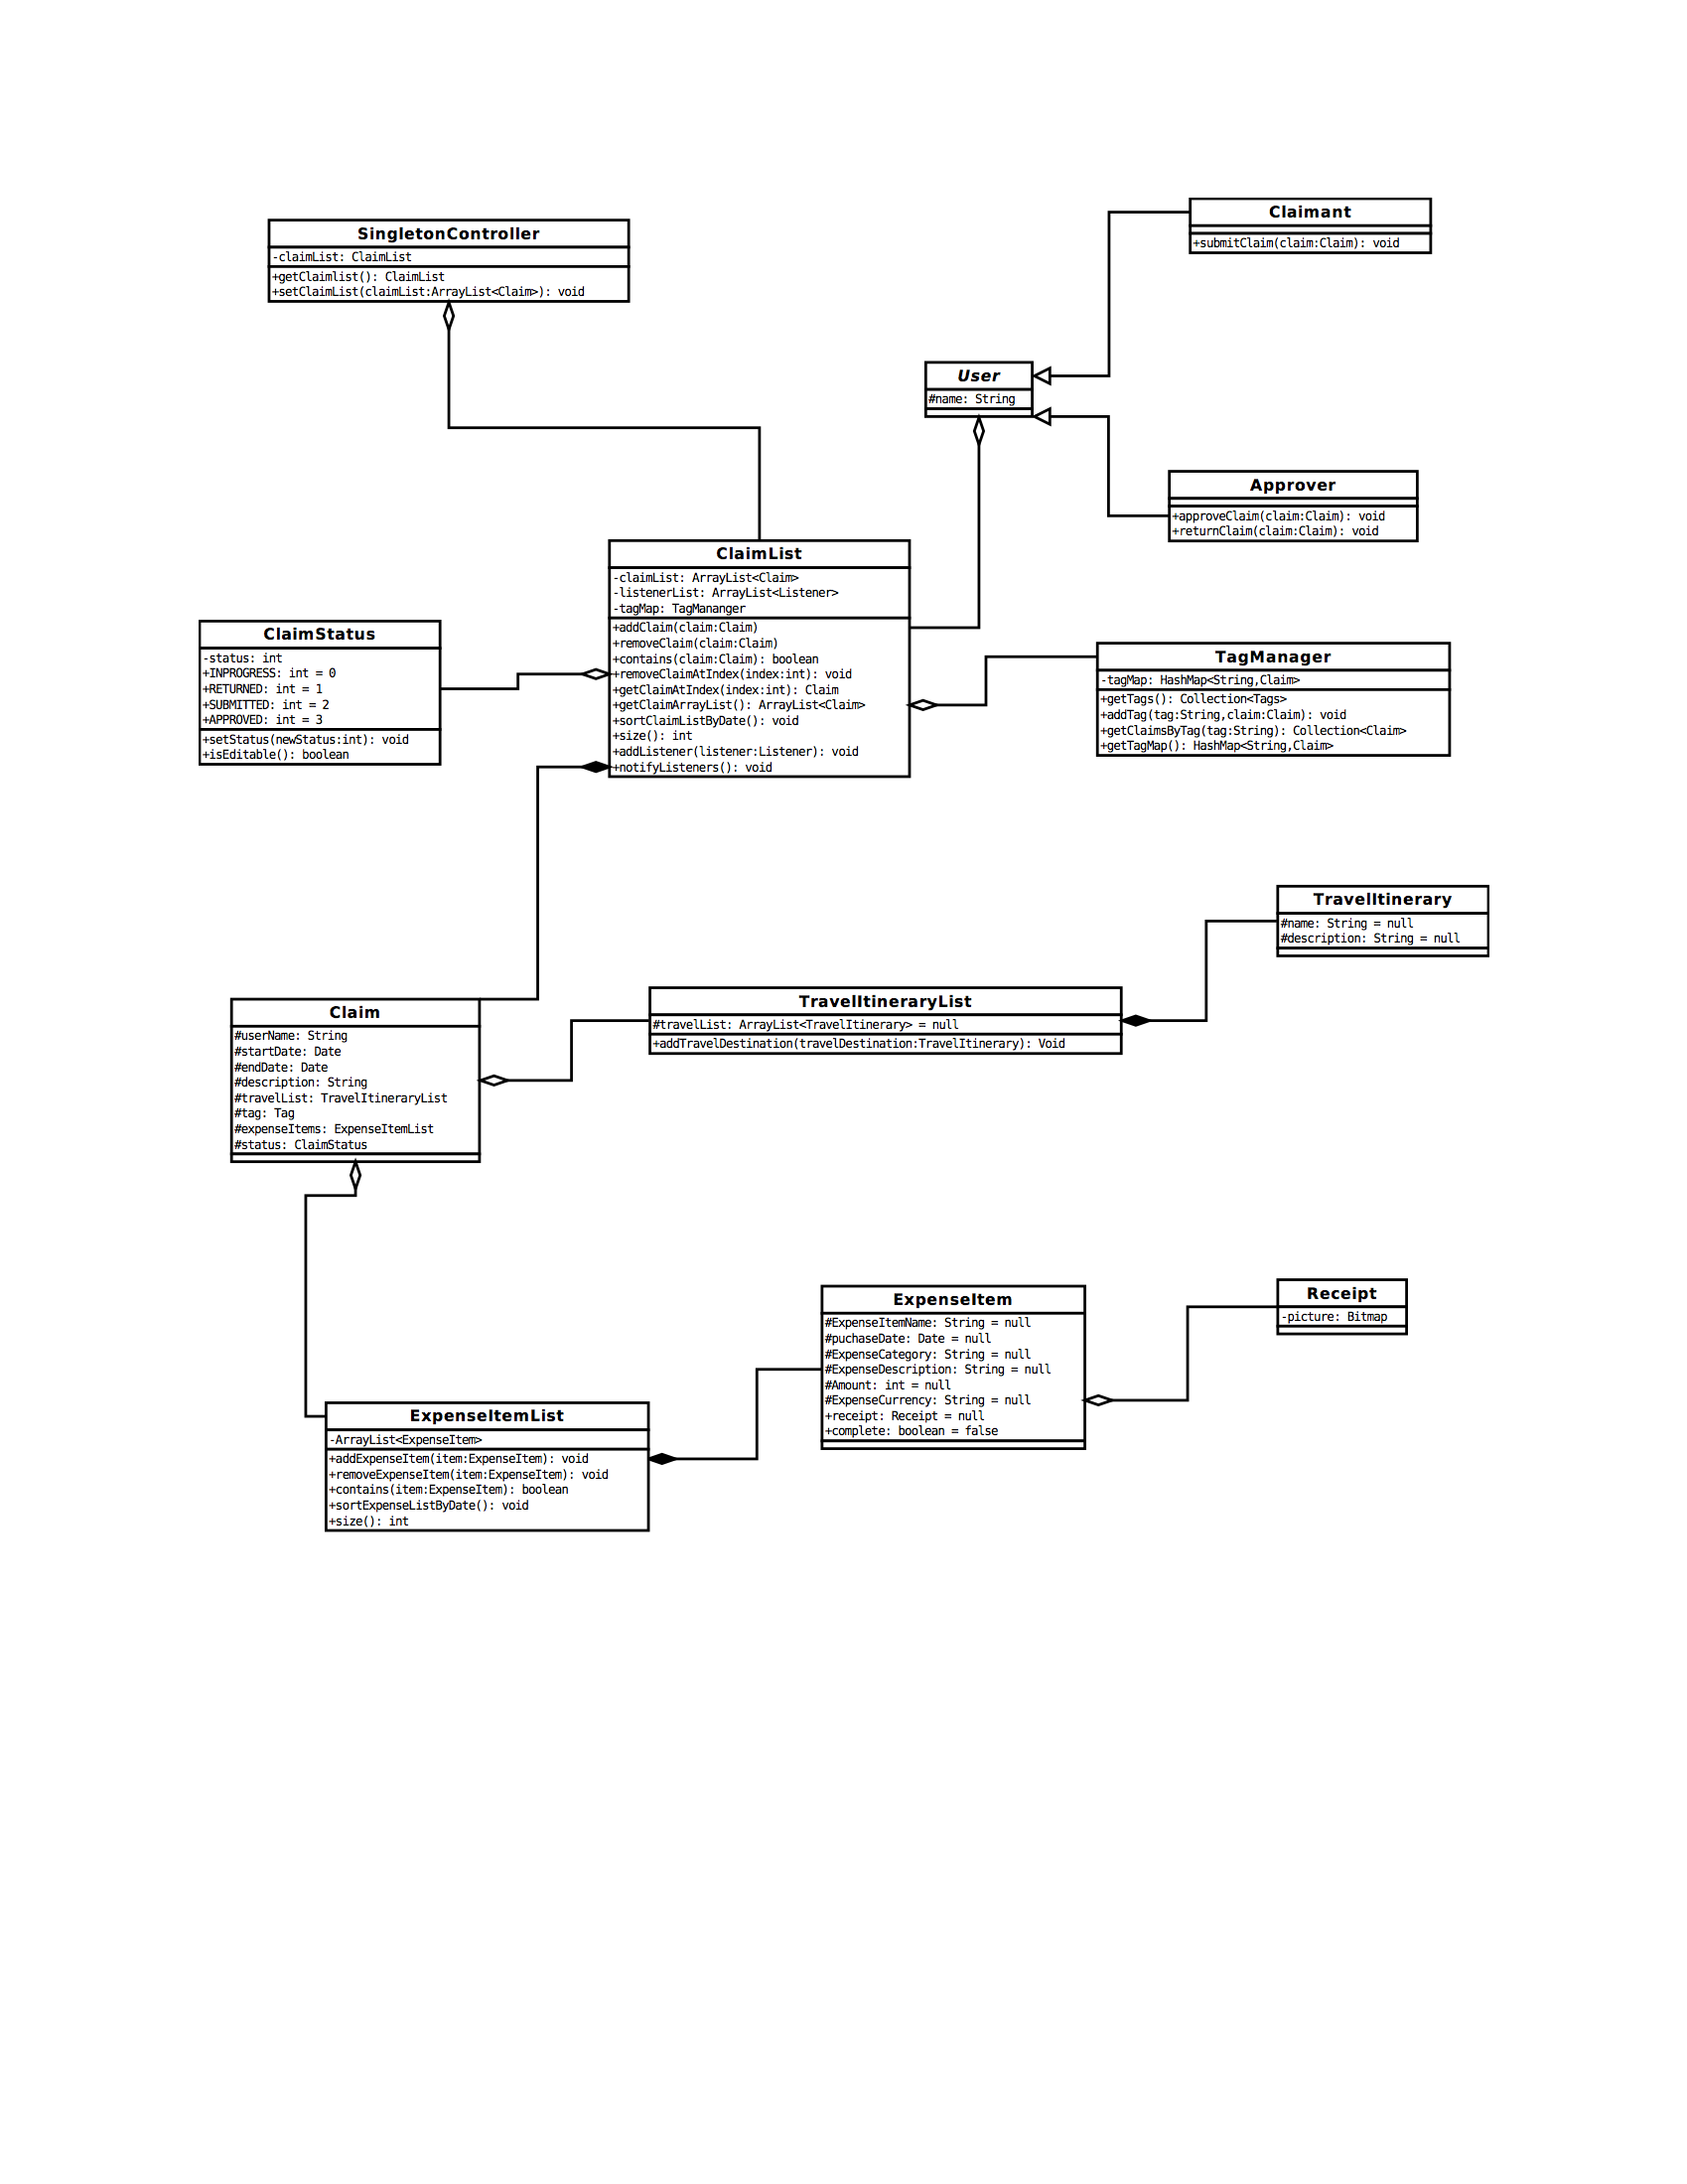 SingletonController
-claimList: ClaimList
+getClaimlist(): ClaimList
+setClaimList(claimList:ArrayList<Claim>): void
Claimant
+submitClaim(claim:Claim): void
User
#name: String
Approver
+approveClaim(claim:Claim): void
+returnClaim(claim:Claim): void
ClaimList
-claimList: ArrayList<Claim>
-listenerList: ArrayList<Listener>
-tagMap: TagMananger
+addClaim(claim:Claim)
+removeClaim(claim:Claim)
+contains(claim:Claim): boolean
+removeClaimAtIndex(index:int): void
+getClaimAtIndex(index:int): Claim
+getClaimArrayList(): ArrayList<Claim>
+sortClaimListByDate(): void
+size(): int
+addListener(listener:Listener): void
+notifyListeners(): void
ClaimStatus
-status: int
+INPROGRESS: int = 0
+RETURNED: int = 1
+SUBMITTED: int = 2
+APPROVED: int = 3
+setStatus(newStatus:int): void
+isEditable(): boolean
TagManager
-tagMap: HashMap<String,Claim>
+getTags(): Collection<Tags>
+addTag(tag:String,claim:Claim): void
+getClaimsByTag(tag:String): Collection<Claim>
+getTagMap(): HashMap<String,Claim>
TravelItinerary
#name: String = null
#description: String = null
TravelItineraryList
#travelList: ArrayList<TravelItinerary> = null
+addTravelDestination(travelDestination:TravelItinerary): Void
Claim
#userName: String
#startDate: Date
#endDate: Date
#description: String
#travelList: TravelItineraryList
#tag: Tag
#expenseItems: ExpenseItemList
#status: ClaimStatus
ExpenseItem
#ExpenseItemName: String = null
#puchaseDate: Date = null
#ExpenseCategory: String = null
#ExpenseDescription: String = null
#Amount: int = null
#ExpenseCurrency: String = null
+receipt: Receipt = null
+complete: boolean = false
Receipt
-picture: Bitmap
ExpenseItemList
-ArrayList<ExpenseItem>
+addExpenseItem(item:ExpenseItem): void
+removeExpenseItem(item:ExpenseItem): void
+contains(item:ExpenseItem): boolean
+sortExpenseListByDate(): void
+size(): int